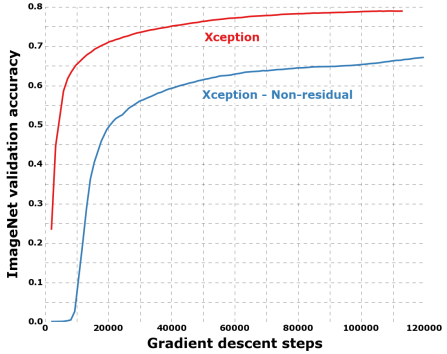 0.8
Xception
0.7
Xception – Non–residual
0.6
0.5
0.4
0.3
0.2
0.1
0.0
20000 40000 60000 80000 100000 120000
Gradient descent steps
ImageNet validation accuracy